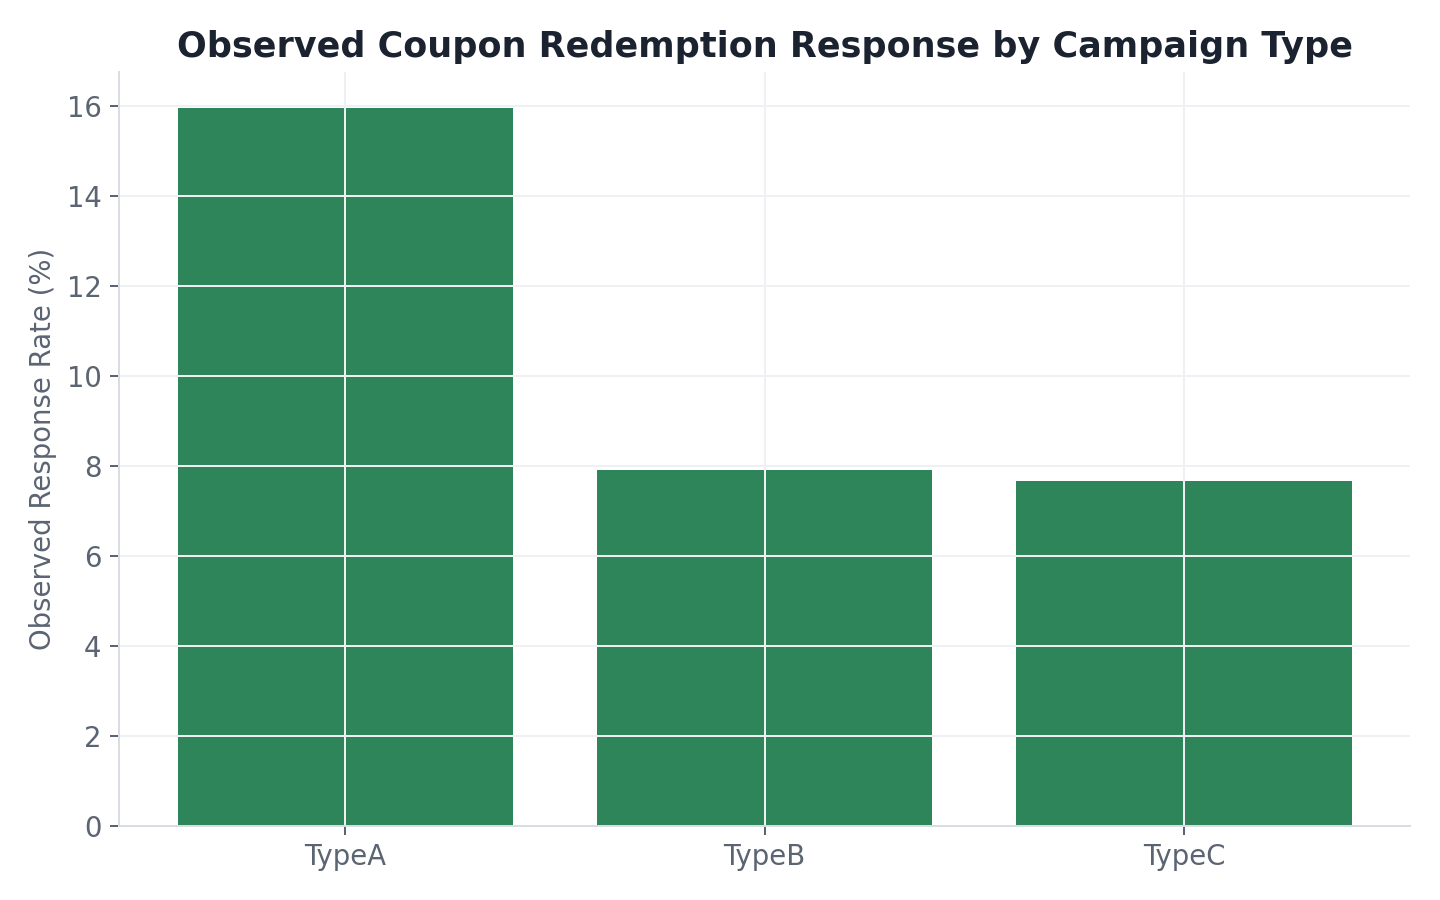 Observed Coupon Redemption Response by Campaign Type
Observed Response Rate (%)
16
14
12
10
8
6
4
2
0
TypeA
TypeB
TypeC